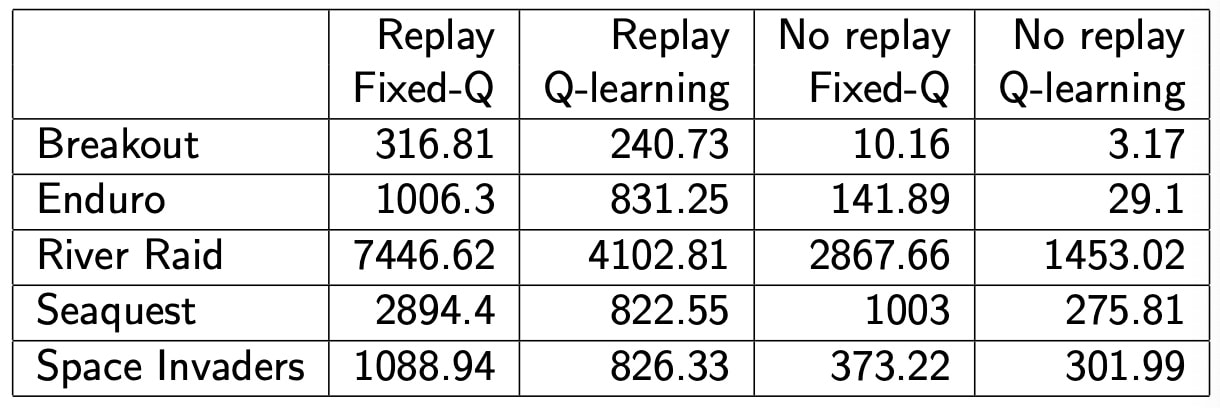 Replay Replay No replay No replay
Fixed-Q Q-learning Fixed-Q Q-learning
Breakout 316.81 240.73 10.16 3.17
Enduro 1006.3 831.25 141.89 29.1
River Raid 7446.62 4102.81 2867.66 1453.02
Seaquest 2894.4 822.55 1003 275.81
Space Invaders 1088.94 826.33 373.22 301.99